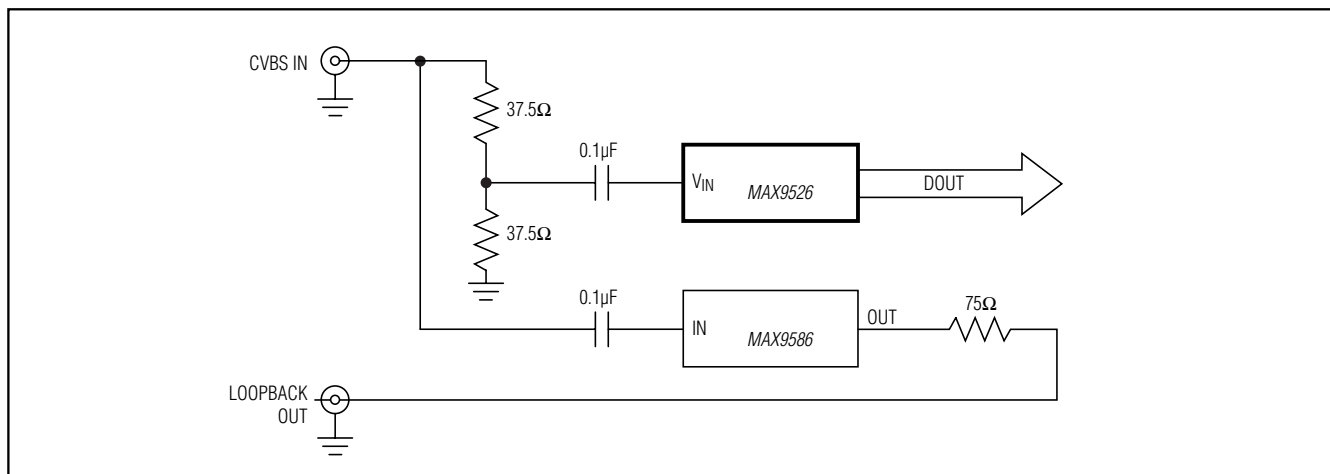 CVBS IN
37.5Ω
0.1µF
VIN
MAX9526
DOUT
37.5Ω
0.1µF
IN
MAX9586
OUT
75Ω
LOOPBACK
OUT